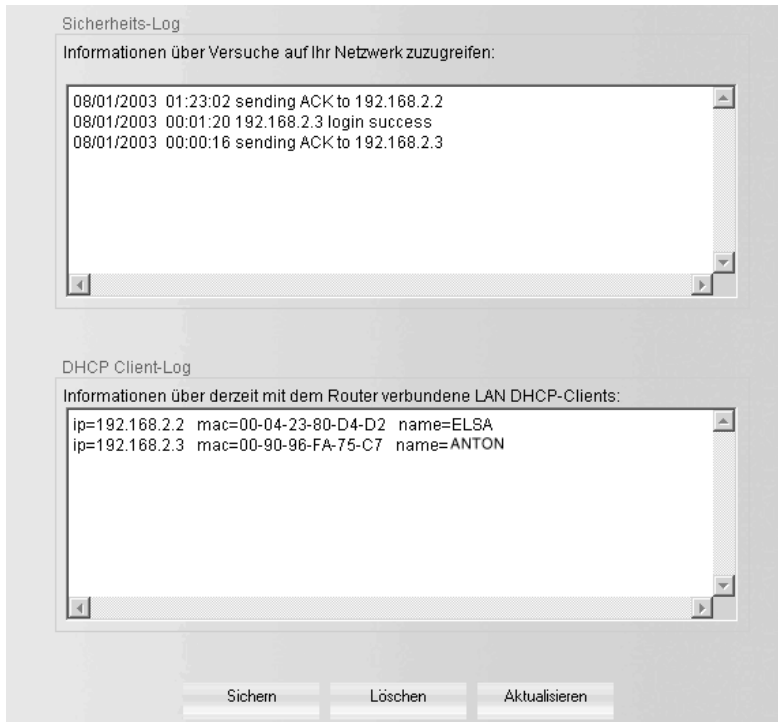 Sicherheits-Log
Informationen über Versuche auf Ihr Netzwerk zuzugreifen:
08/01/2003  01:23:02 sending ACK to 192.168.2.2
08/01/2003  00:01:20 192.168.2.3 login success
08/01/2003  00:00:16 sending ACK to 192.168.2.3
DHCP Client-Log
Informationen über derzeit mit dem Router verbundene LAN DHCP-Clients:
ip=192.168.2.2   mac=00-04-23-80-D4-D2   name=ELSA
ip=192.168.2.3   mac=00-90-96-FA-75-C7   name=ANTON
Sichern   Löschen   Aktualisieren